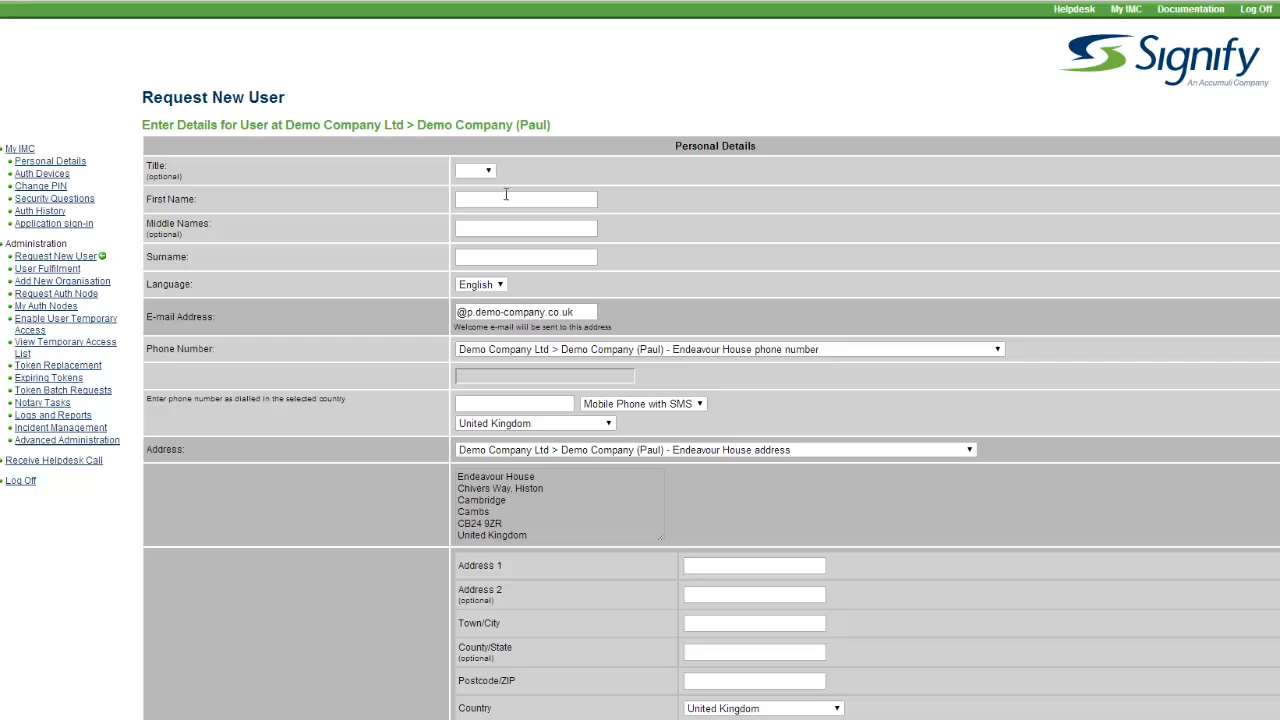 Helpdesk My IMC Documentation Log Off
Signify
An Accumuli Company
Request New User
Enter Details for User at Demo Company Ltd > Demo Company (Paul)
My IMC
Personal Details
Auth Devices
Change PIN
Security Questions
Auth History
Application sign-in
Administration
Request New User
User Fulfilment
Add New Organisation
Request Auth Node
My Auth Nodes
Enable User Temporary
Access
View Temporary Access
List
Token Replacement
Expiring Tokens
Token Batch Requests
Notary Tasks
Logs and Reports
Incident Management
Advanced Administration
Receive Helpdesk Call
Log Off
Personal Details
Title:
(optional)
First Name:
Middle Names:
(optional)
Surname:
Language: English
E-mail Address: @p.demo-company.co.uk
Welcome e-mail will be sent to this address
Phone Number: Demo Company Ltd > Demo Company (Paul) - Endeavour House phone number
Enter phone number as dialled in the selected country Mobile Phone with SMS
United Kingdom
Address: Demo Company Ltd > Demo Company (Paul) - Endeavour House address
Endeavour House
Chivers Way, Histon
Cambridge
Cambs
CB24 9ZR
United Kingdom
Address 1
Address 2
(optional)
Town/City
County/State
(optional)
Postcode/ZIP
Country United Kingdom